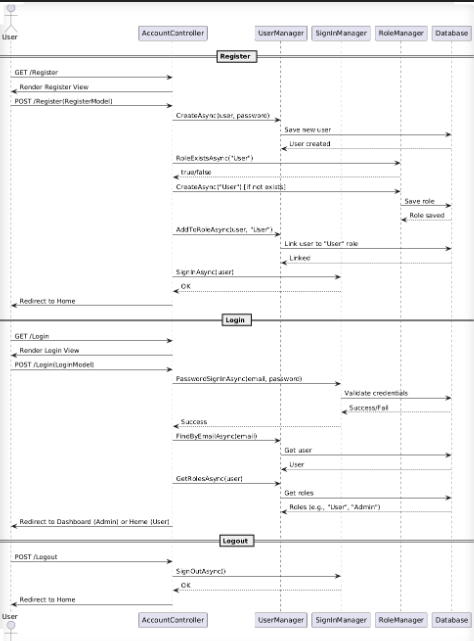 User
AccountController
UserManager
SignInManager
RoleManager
Database
Register
GET /Register
Render Register View
POST /Register(RegisterModel)
CreateAsync(user, password)
Save new user
User created
RoleExistsAsync("User")
true/false
CreateAsync("User") [if not exists]
Save role
Role saved
AddToRoleAsync(user, "User")
Link user to "User" role
Linked
SignInAsync(user)
OK
Redirect to Home
Login
GET /Login
Render Login View
POST /Login(LoginModel)
PasswordSignInAsync(email, password)
Validate credentials
Success/Fail
Success
FindByEmailAsync(email)
Get user
User
GetRolesAsync(user)
Get roles
Roles (e.g., "User", "Admin")
Redirect to Dashboard (Admin) or Home (User)
Logout
POST /Logout
SignOutAsync()
OK
Redirect to Home
User
AccountController
UserManager
SignInManager
RoleManager
Database